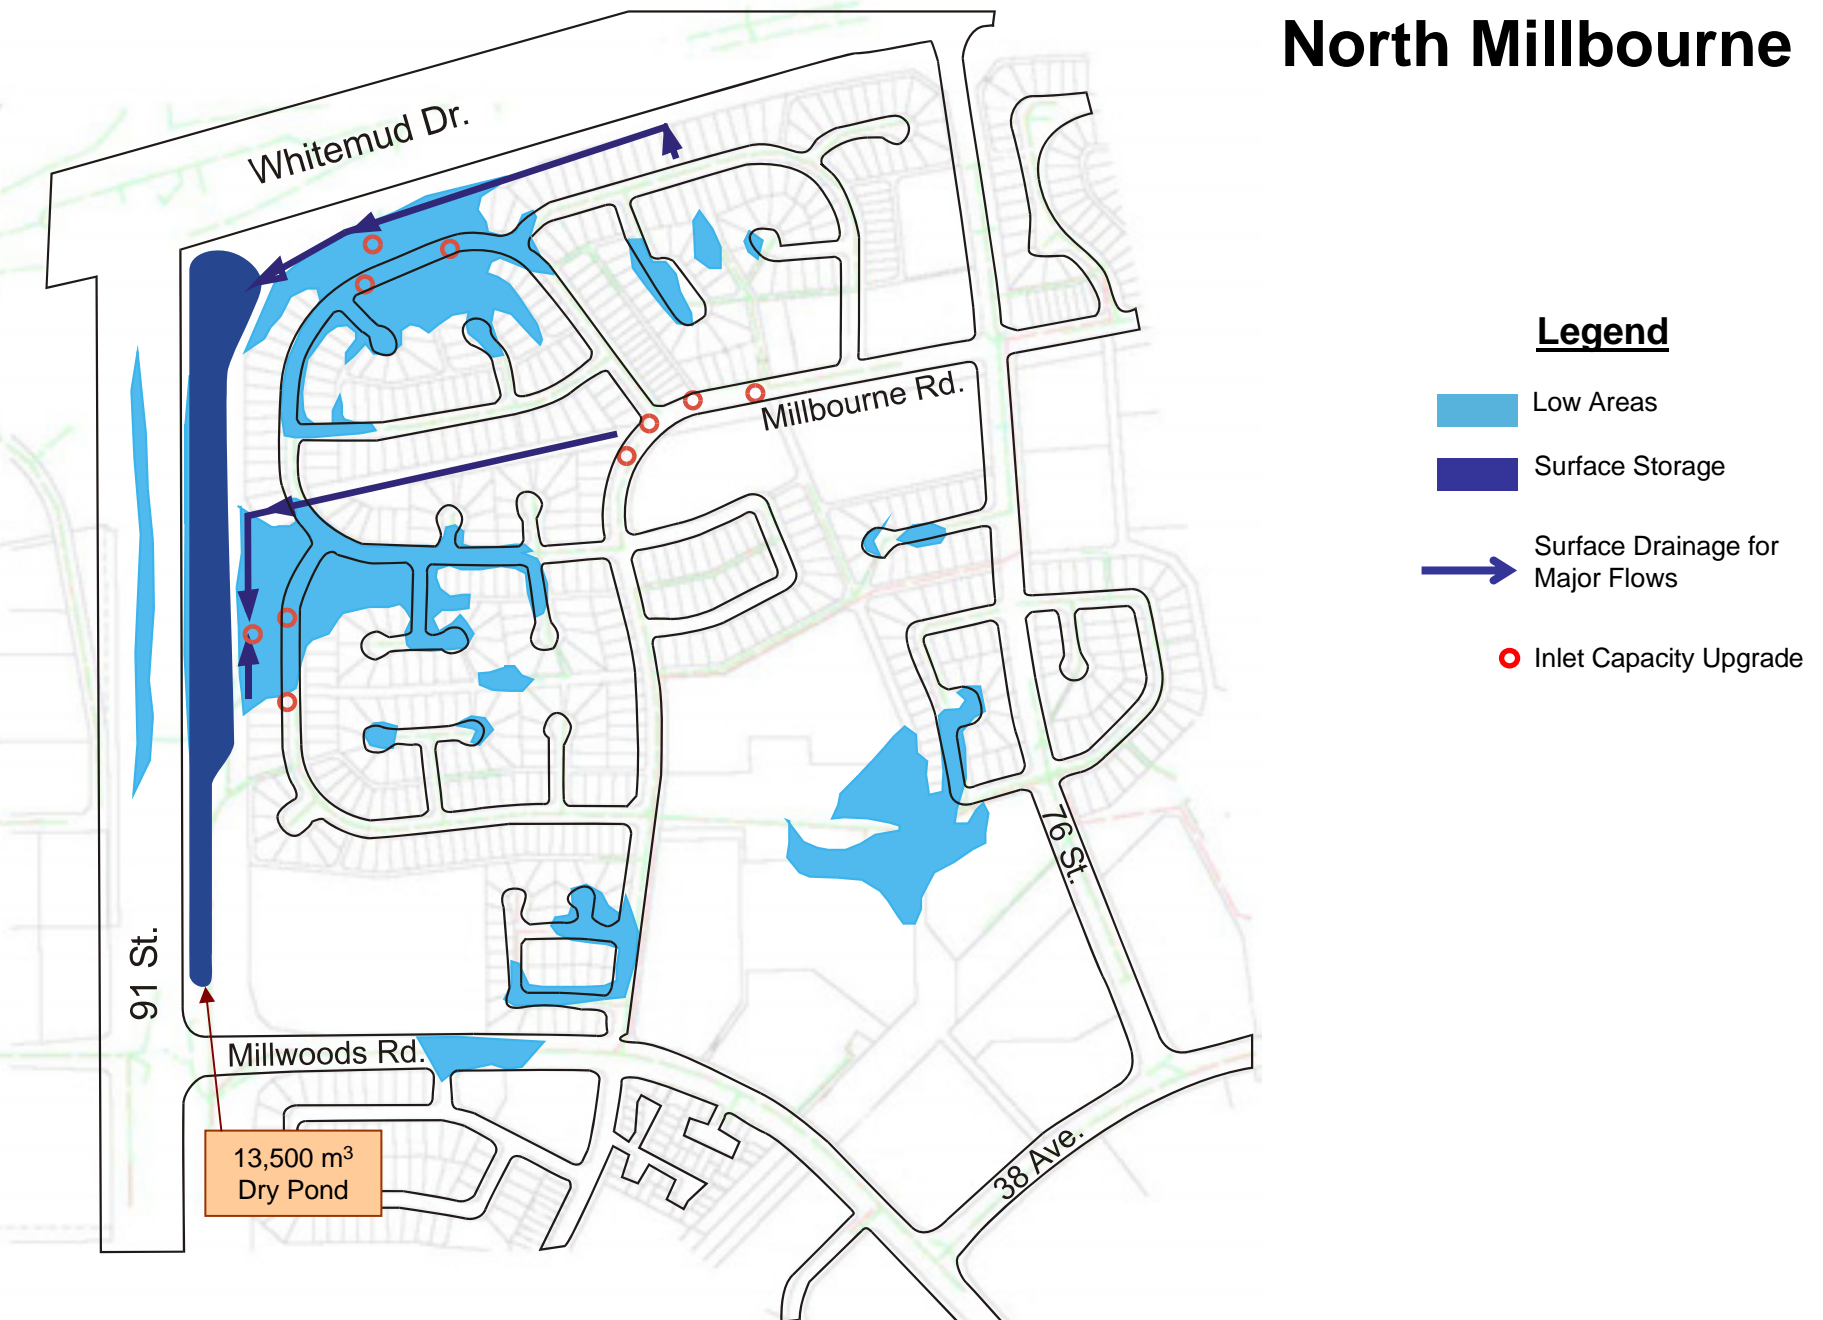 North Millbourne
Whitemud Dr.
Millbourne Rd.
76 St.
91 St.
Millwoods Rd.
38 Ave.
13,500 m³
Dry Pond
Legend
Low Areas
Surface Storage
Surface Drainage for
Major Flows
Inlet Capacity Upgrade